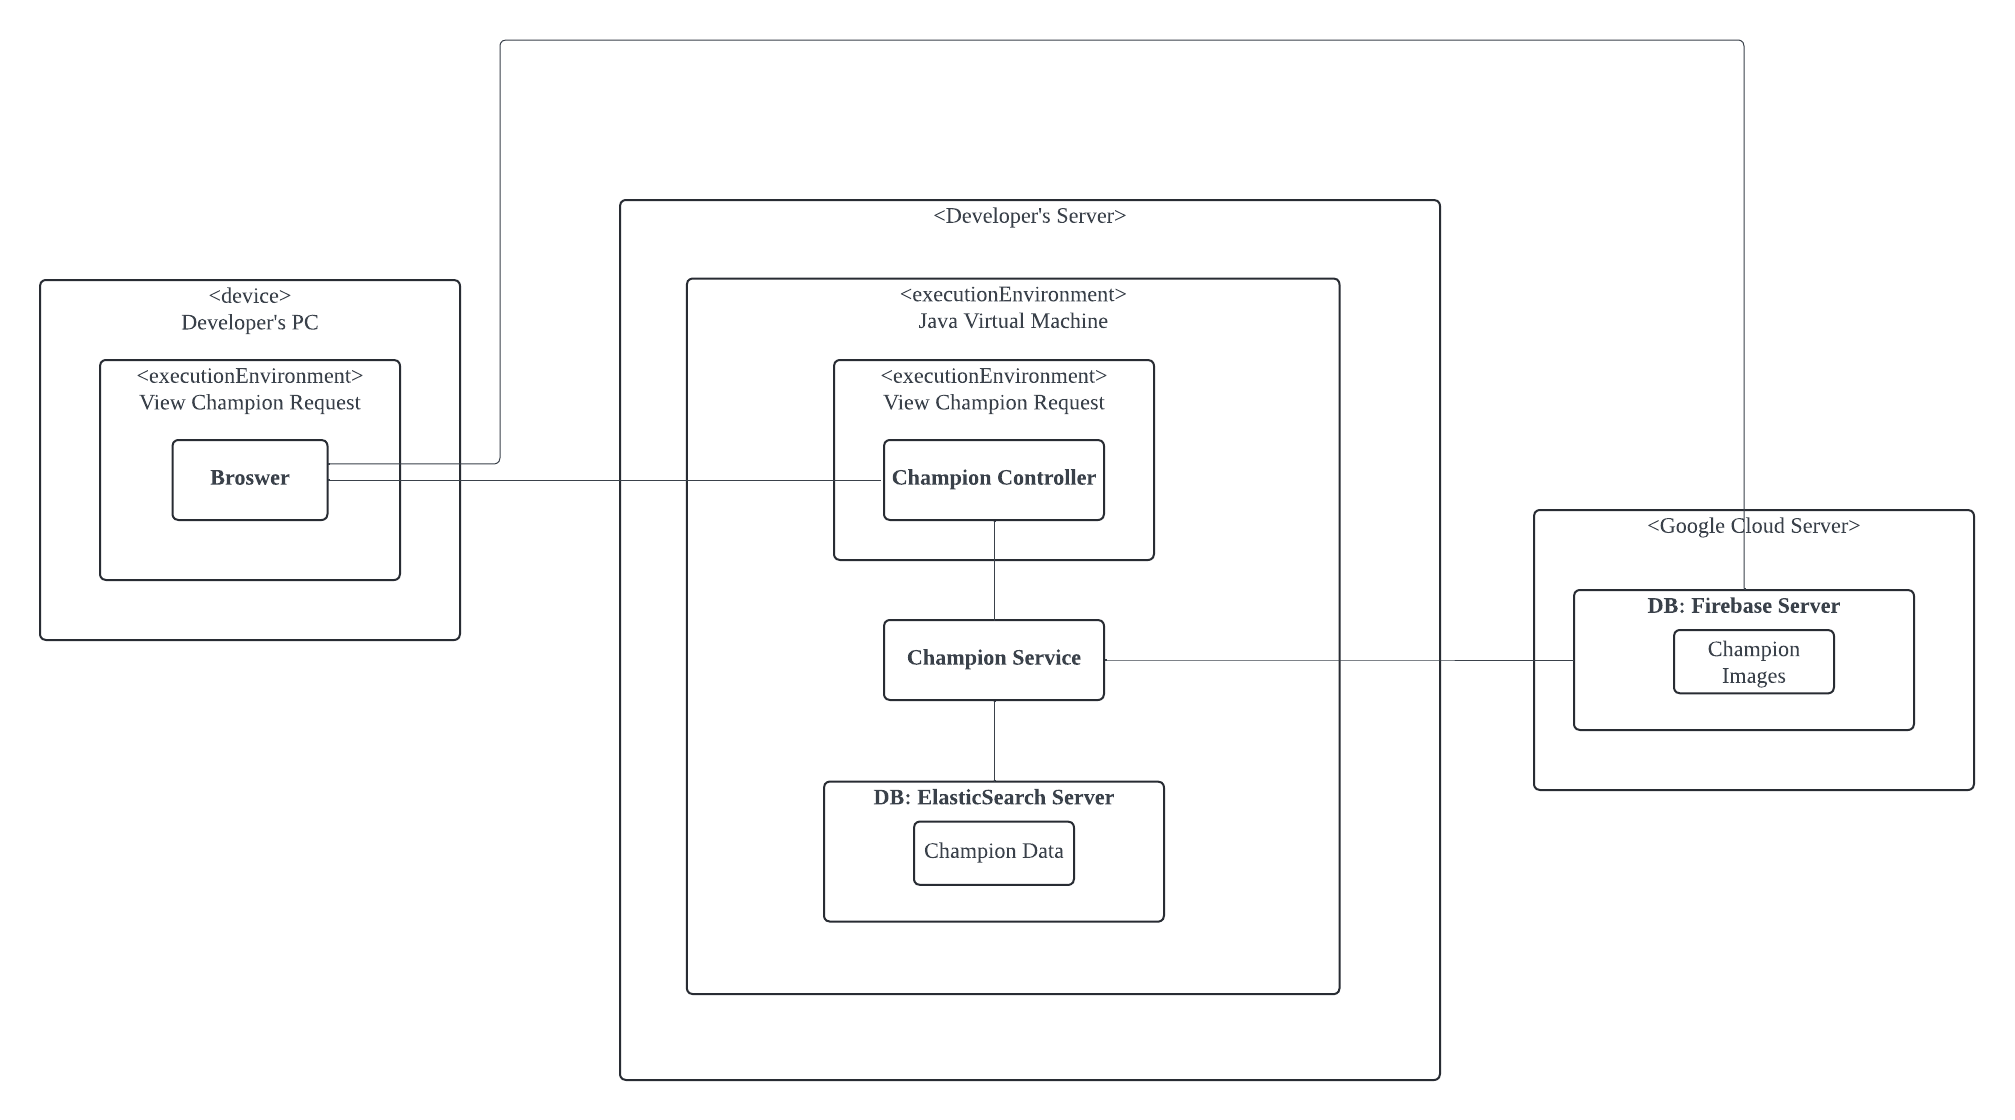 <Developer's Server>
<device>
Developer's PC
<executionEnvironment>
View Champion Request
Broswer
<executionEnvironment>
Java Virtual Machine
<executionEnvironment>
View Champion Request
Champion Controller
Champion Service
DB: ElasticSearch Server
Champion Data
<Google Cloud Server>
DB: Firebase Server
Champion
Images